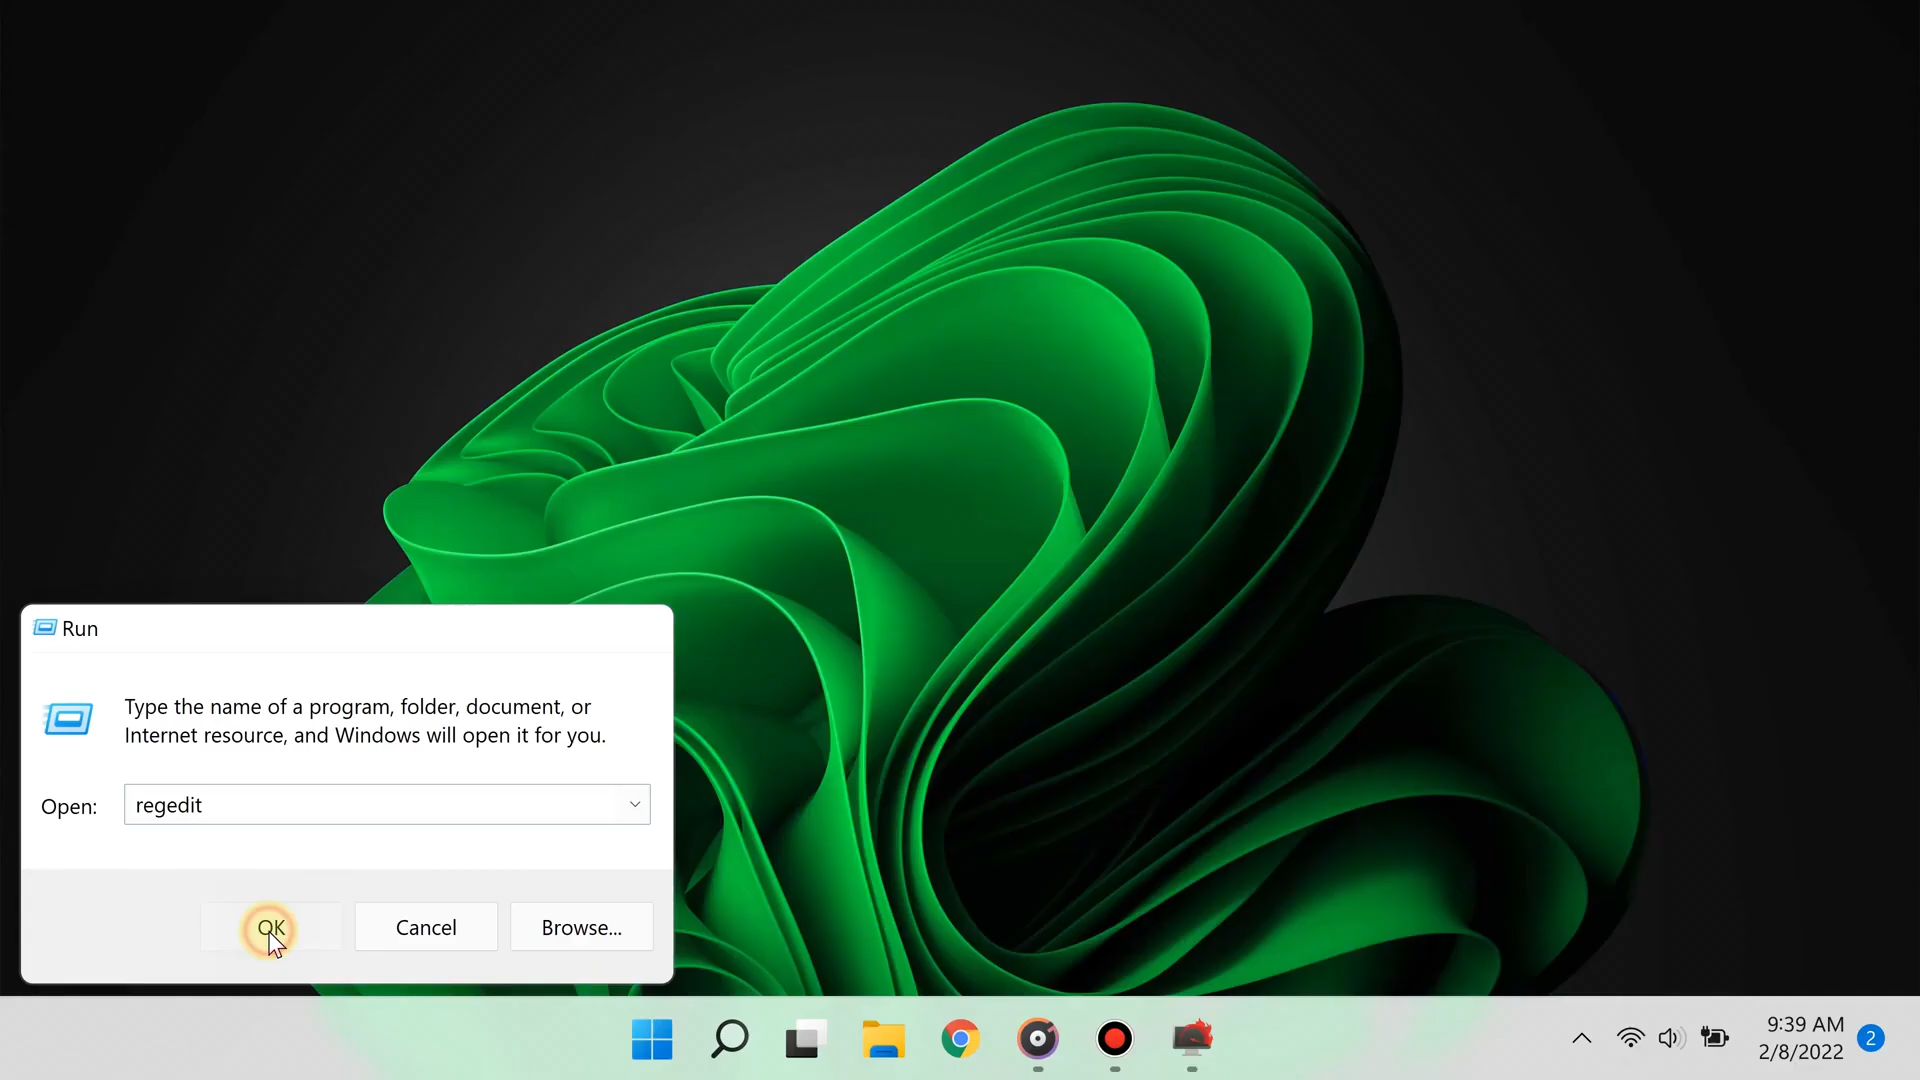 Run
Type the name of a program, folder, document, or
Internet resource, and Windows will open it for you.
Open: regedit
OK Cancel Browse...
9:39 AM
2/8/2022
2